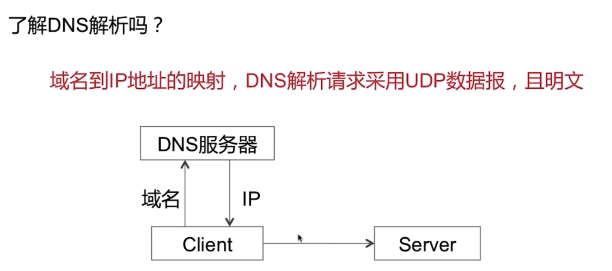 了解DNS解析吗？
域名到IP地址的映射，DNS解析请求采用UDP数据报，且明文
DNS服务器
域名
IP
Client
Server